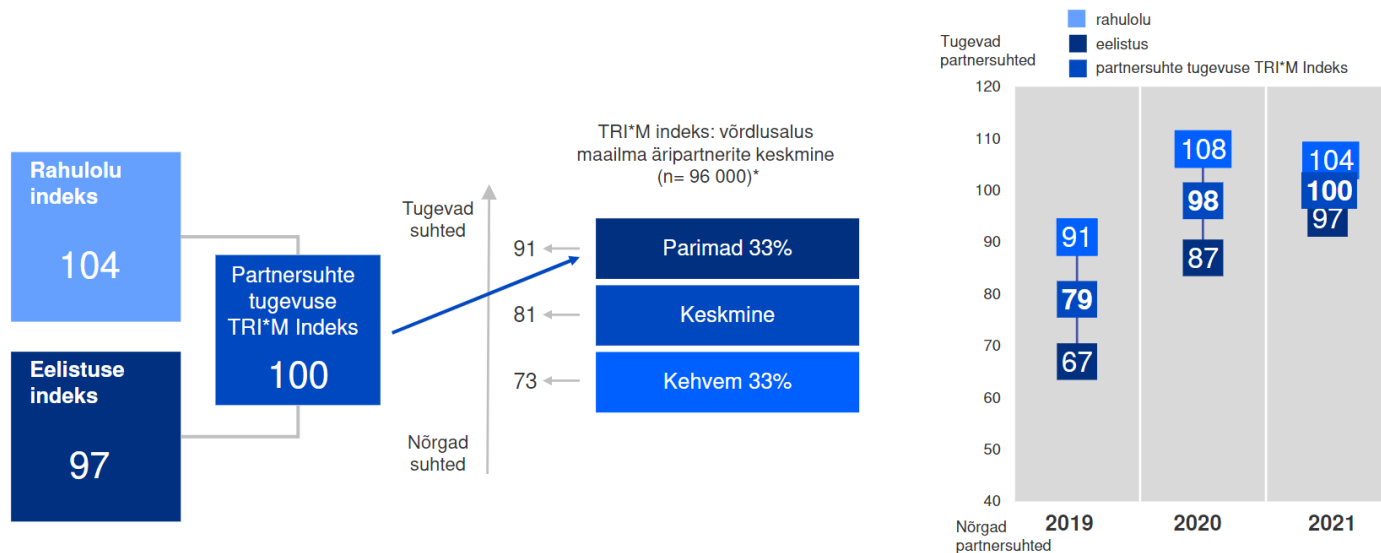 Rahulolu
indeks
104
Eelistuse
indeks
97
Partnersuhte
tugevuse
TRI*M Indeks
100
Tugevad
suhted
91
81
73
Nõrgad
suhted
TRI*M indeks: võrdlusalus
maailma äripartnerite keskmine
(n= 96 000)*
Parimad 33%
Keskmine
Kehvem 33%
rahulolu
eelistus
partnersuhte tugevuse TRI*M Indeks
Tugevad
partnersuhted
120
110
100
90
80
70
60
50
40
Nõrgad
partnersuhted
91
79
67
108
98
87
104
100
97
2019
2020
2021